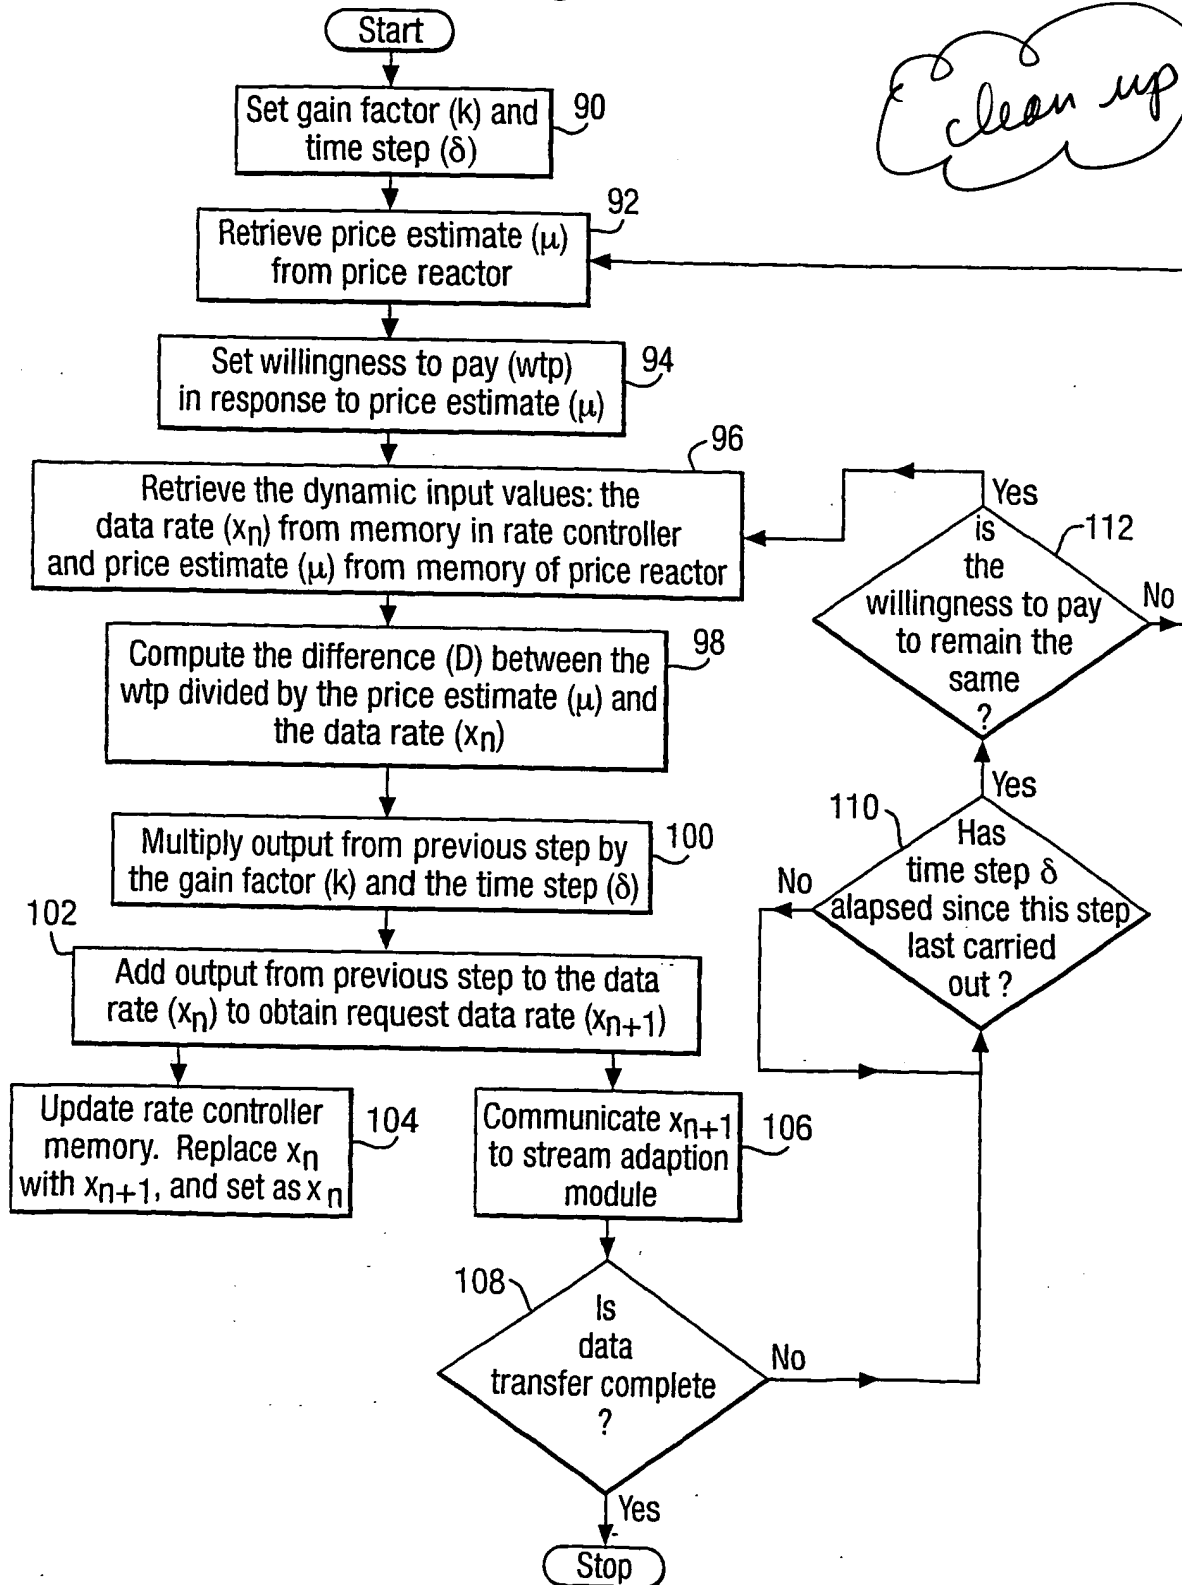 Start
clean up
Set gain factor (k) and
time step (δ)
90
92
Retrieve price estimate (μ)
from price reactor
Set willingness to pay (wtp)
in response to price estimate (μ)
94
96
Retrieve the dynamic input values: the
data rate (xn) from memory in rate controller
and price estimate (μ) from memory of price reactor
Yes
112
is
the
willingness to pay
to remain the
same
?
No
Compute the difference (D) between the
wtp divided by the price estimate (μ) and
the data rate (xn)
98
Yes
110
Has
time step δ
alapsed since this step
last carried
out ?
No
Multiply output from previous step by
the gain factor (k) and the time step (δ)
100
102
Add output from previous step to the data
rate (xn) to obtain request data rate (xn+1)
Update rate controller
memory. Replace xn
with xn+1, and set as xn
104
Communicate xn+1
to stream adaption
module
106
108
Is
data
transfer complete
?
No
Yes
Stop